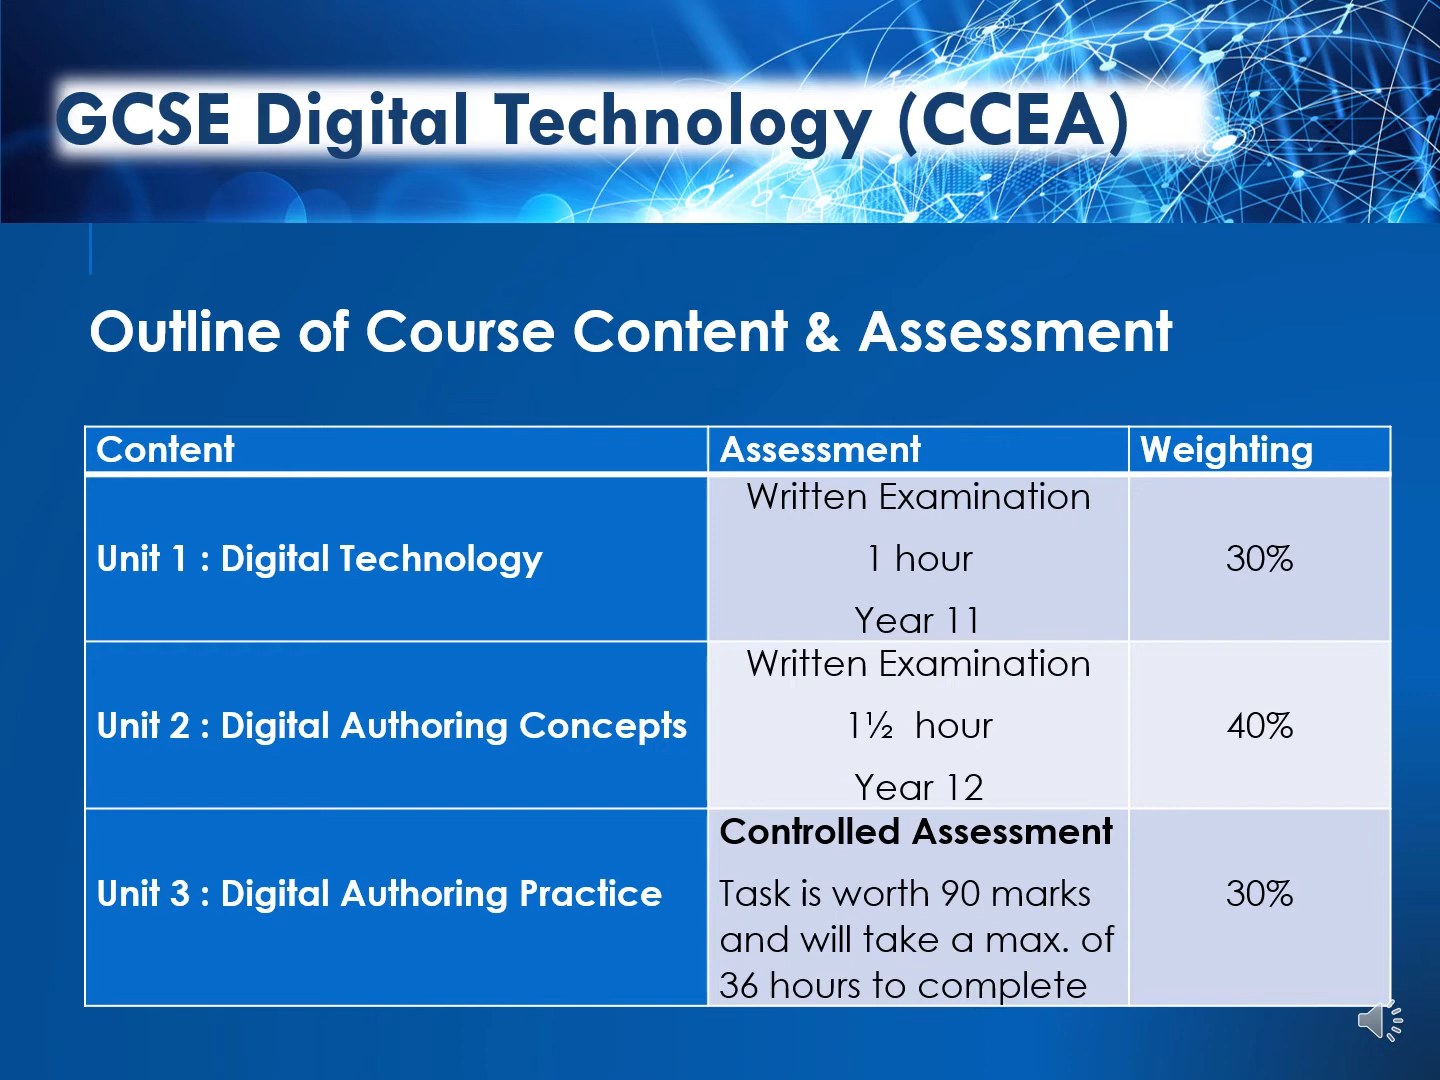 GCSE Digital Technology (CCEA)
Outline of Course Content & Assessment
Content
Assessment
Weighting
Unit 1 : Digital Technology
Written Examination
1 hour
Year 11
30%
Unit 2 : Digital Authoring Concepts
Written Examination
1½ hour
Year 12
40%
Unit 3 : Digital Authoring Practice
Controlled Assessment
Task is worth 90 marks
and will take a max. of
36 hours to complete
30%